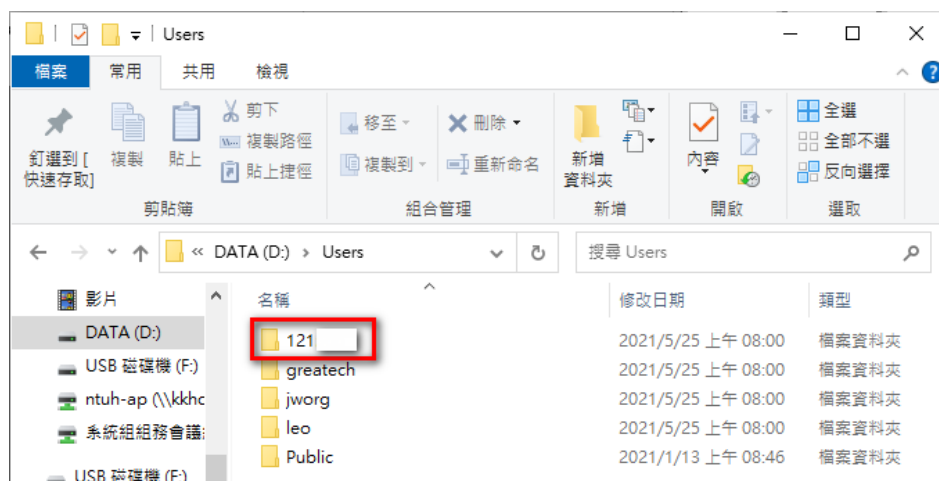 Users
檔案 常用 共用 檢視
釘選到 [快速存取] 複製 貼上 剪下 複製路徑 貼上捷徑 移至 複製到 刪除 重新命名 新增資料夾 內容 全選 全部不選 反向選擇
剪貼簿 組合管理 新增 開啟 選取
« DATA (D:) › Users 搜尋 Users
影片 名稱 修改日期 類型
DATA (D:) 121 2021/5/25 上午 08:00 檔案資料夾
USB 磁碟機 (F:) greatech 2021/5/25 上午 08:00 檔案資料夾
ntuh-ap (\\kkhc jworg 2021/5/25 上午 08:00 檔案資料夾
系統組組務會議 leo 2021/5/25 上午 08:00 檔案資料夾
Public 2021/1/13 上午 08:46 檔案資料夾
USB 磁碟機 (F:)